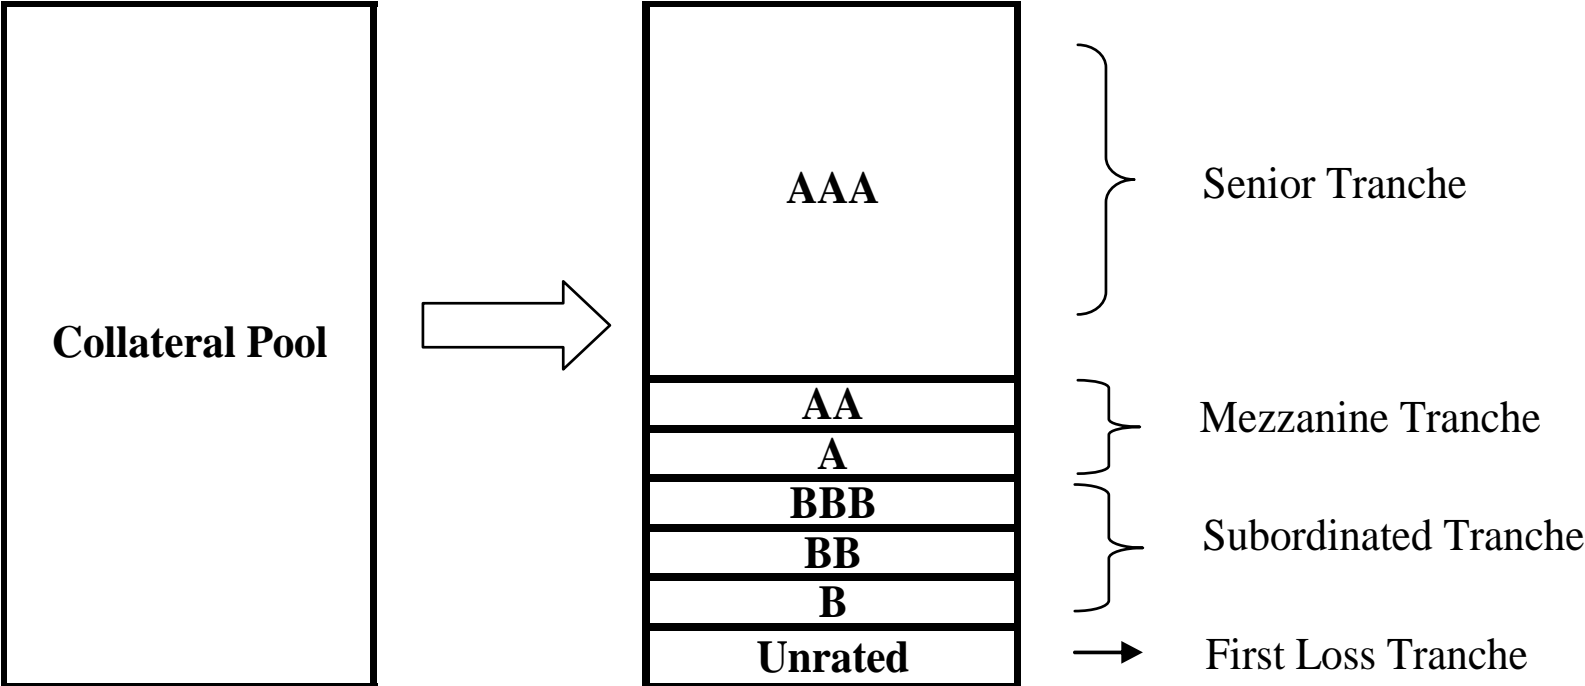 Collateral Pool
AAA
AA
A
BBB
BB
B
Unrated
Senior Tranche
Mezzanine Tranche
Subordinated Tranche
First Loss Tranche